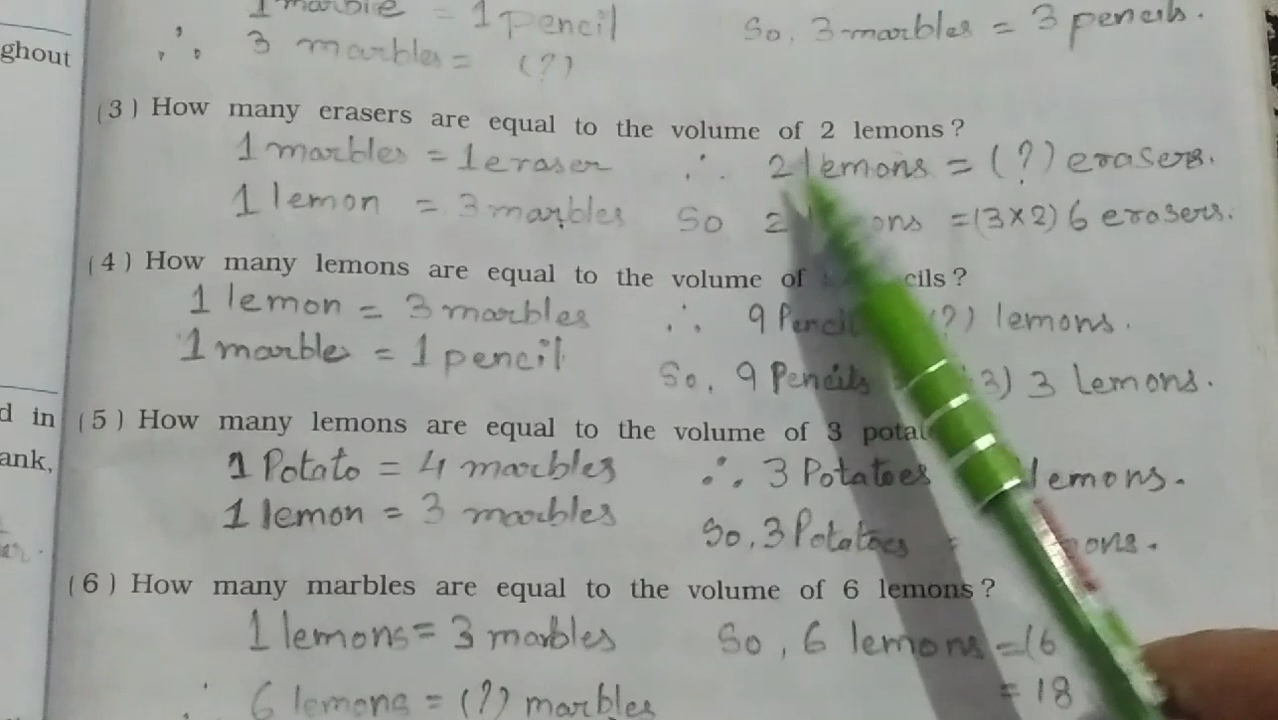 1 marble = 1 pencil So, 3 marbles = 3 pencils.
ghout
∴ 3 marbles = (?)
(3) How many erasers are equal to the volume of 2 lemons?
1 marbles = 1 eraser ∴ 2 lemons = (?) erasers.
1 lemon = 3 marbles So 2 ons = (3×2) 6 erasers.
(4) How many lemons are equal to the volume of cils?
1 lemon = 3 marbles ∴ 9 Pencil ?) lemons.
1 marble = 1 pencil So, 9 Pencils 3) 3 Lemons.
d in
(5) How many lemons are equal to the volume of 3 potat
ank,
1 Potato = 4 marbles ∴ 3 Potatoes lemons.
1 lemon = 3 marbles So, 3 Potatoes = ons.
(6) How many marbles are equal to the volume of 6 lemons?
1 lemons = 3 marbles So, 6 lemons = (6
∴ 6 lemons = (?) marbles = 18